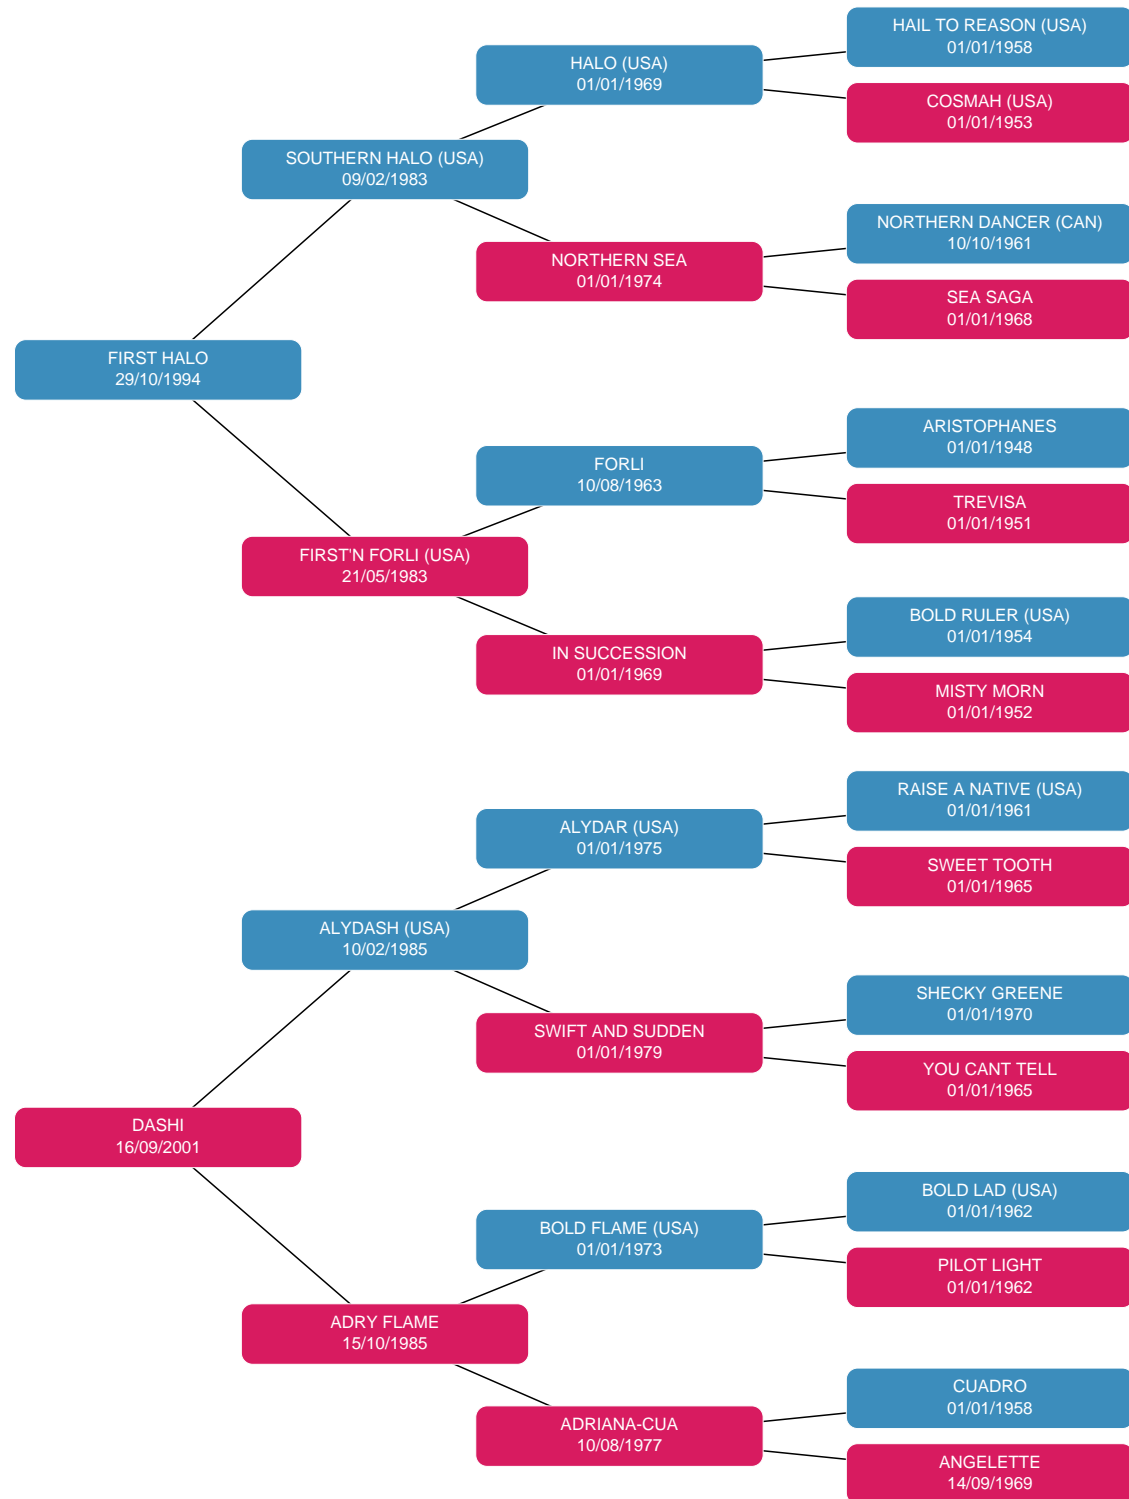 HAIL TO REASON (USA)
01/01/1958
HALO (USA)
01/01/1969
COSMAH (USA)
01/01/1953
SOUTHERN HALO (USA)
09/02/1983
NORTHERN DANCER (CAN)
10/10/1961
NORTHERN SEA
01/01/1974
SEA SAGA
01/01/1968
FIRST HALO
29/10/1994
ARISTOPHANES
01/01/1948
FORLI
10/08/1963
TREVISA
01/01/1951
FIRST'N FORLI (USA)
21/05/1983
BOLD RULER (USA)
01/01/1954
IN SUCCESSION
01/01/1969
MISTY MORN
01/01/1952
RAISE A NATIVE (USA)
01/01/1961
ALYDAR (USA)
01/01/1975
SWEET TOOTH
01/01/1965
ALYDASH (USA)
10/02/1985
SHECKY GREENE
01/01/1970
SWIFT AND SUDDEN
01/01/1979
YOU CANT TELL
01/01/1965
DASHI
16/09/2001
BOLD LAD (USA)
01/01/1962
BOLD FLAME (USA)
01/01/1973
PILOT LIGHT
01/01/1962
ADRY FLAME
15/10/1985
CUADRO
01/01/1958
ADRIANA-CUA
10/08/1977
ANGELETTE
14/09/1969